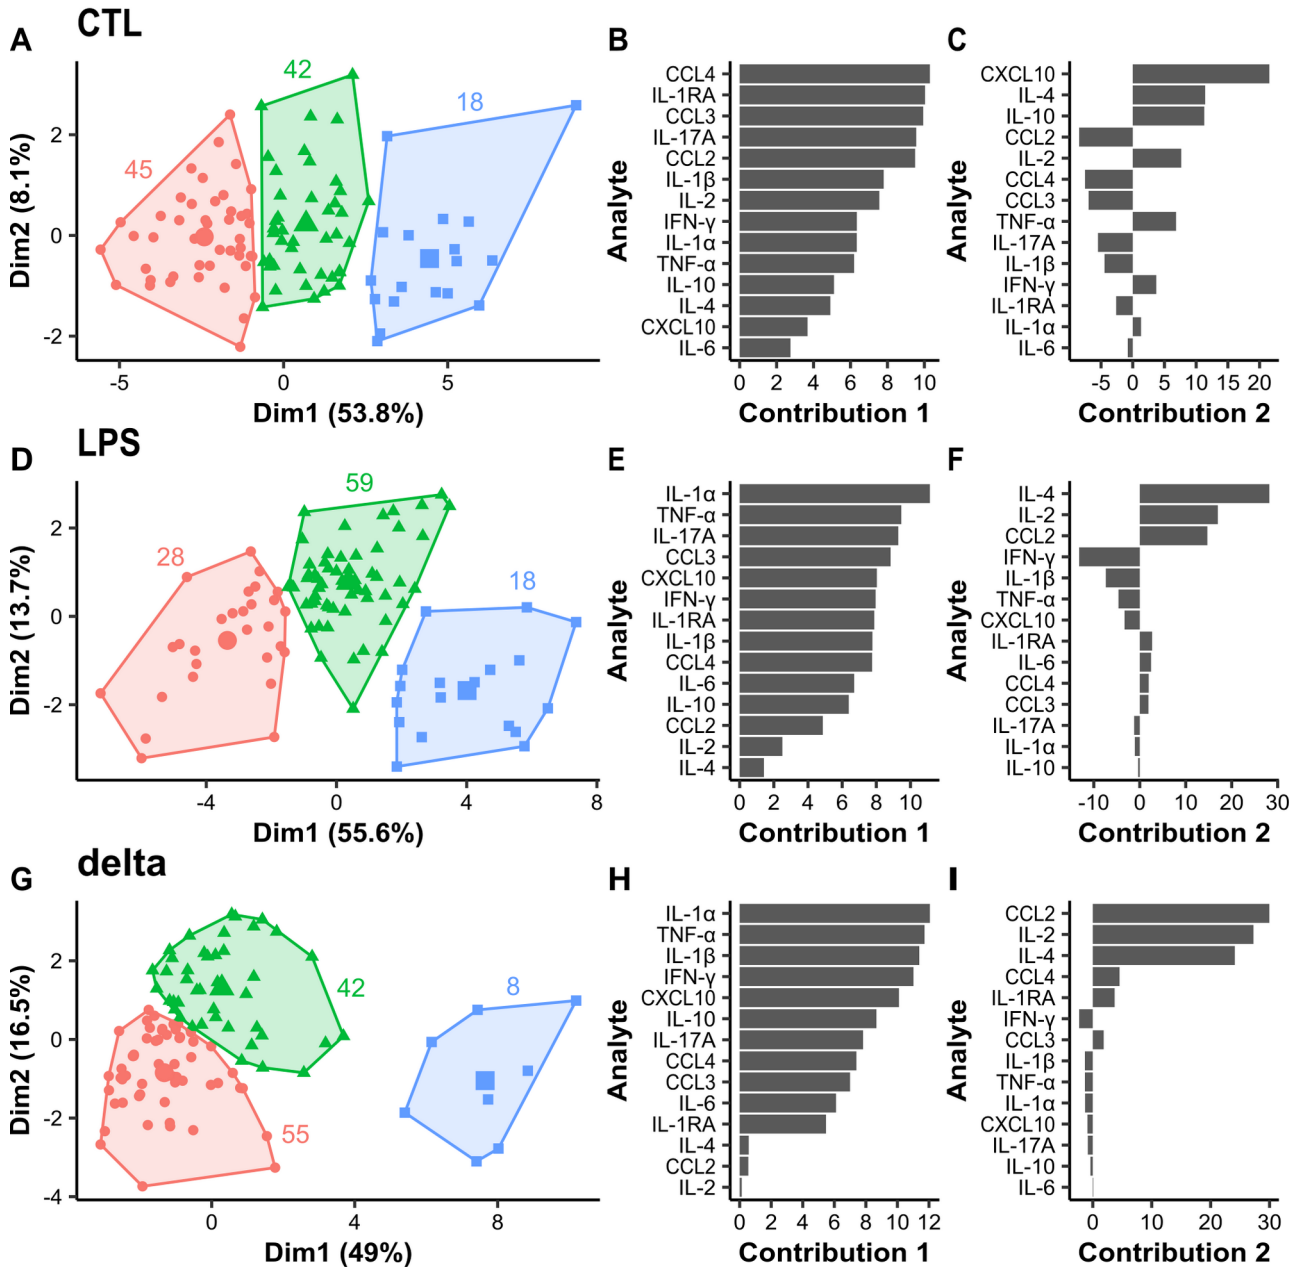 CTL
A
45
42
18
2
0
-2
-5
0
5
Dim2 (8.1%)
Dim1 (53.8%)
B
CCL4
IL-1RA
CCL3
IL-17A
CCL2
IL-1β
IL-2
IFN-γ
IL-1α
TNF-α
IL-10
IL-4
CXCL10
IL-6
0 2 4 6 8 10
Analyte
Contribution 1
C
CXCL10
IL-4
IL-10
CCL2
IL-2
CCL4
CCL3
TNF-α
IL-17A
IL-1β
IFN-γ
IL-1RA
IL-1α
IL-6
-5 0 5 10 15 20
Analyte
Contribution 2
LPS
D
28
59
18
2
0
-2
-4 0 4 8
Dim2 (13.7%)
Dim1 (55.6%)
E
IL-1α
TNF-α
IL-17A
CCL3
CXCL10
IFN-γ
IL-1RA
IL-1β
CCL4
IL-6
IL-10
CCL2
IL-2
IL-4
0 2 4 6 8 10
Analyte
Contribution 1
F
IL-4
IL-2
CCL2
IFN-γ
IL-1β
TNF-α
CXCL10
IL-1RA
IL-6
CCL4
CCL3
IL-17A
IL-1α
IL-10
-10 0 10 20 30
Analyte
Contribution 2
delta
G
42
8
55
2
0
-2
-4
0 4 8
Dim2 (16.5%)
Dim1 (49%)
H
IL-1α
TNF-α
IL-1β
IFN-γ
CXCL10
IL-10
IL-17A
CCL4
CCL3
IL-6
IL-1RA
IL-4
CCL2
IL-2
0 2 4 6 8 10 12
Analyte
Contribution 1
I
CCL2
IL-2
IL-4
CCL4
IL-1RA
IFN-γ
CCL3
IL-1β
TNF-α
IL-1α
CXCL10
IL-17A
IL-10
IL-6
0 10 20 30
Analyte
Contribution 2